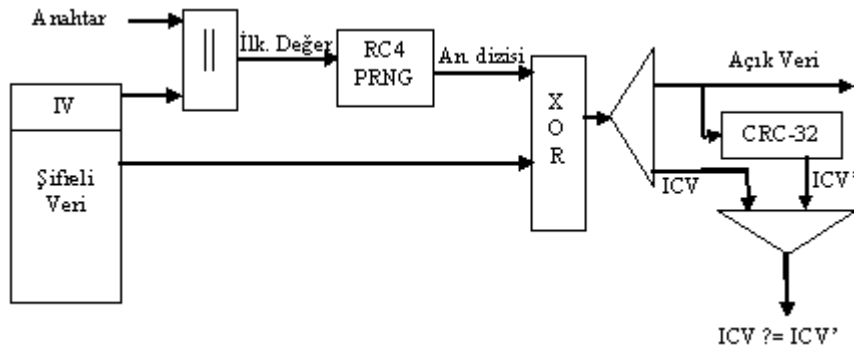 Anahtar
||
İlk. Değer
RC4
PRNG
An. dizisi
X
O
R
Açık Veri
CRC-32
IV
Şifreli
Veri
ICV
ICV'
ICV ?= ICV'